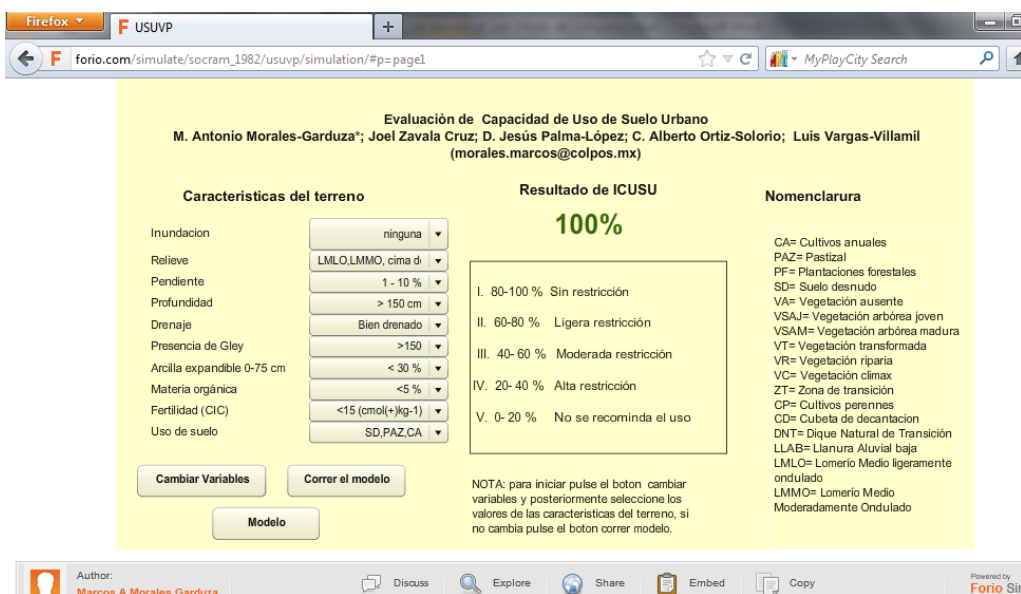 Firefox
USUVP
forio.com/simulate/socram_1982/usuvp/simulation/#p=page1
MyPlayCity Search
Evaluaciòn de Capacidad de Uso de Suelo Urbano
M. Antonio Morales-Garduza*; Joel Zavala Cruz; D. Jesús Palma-López; C. Alberto Ortiz-Solorio; Luis Vargas-Villamil
(morales.marcos@colpos.mx)
Caracteristicas del terreno
Inundacion ninguna
Relieve LMLO,LMMO, cima d
Pendiente 1 - 10 %
Profundidad > 150 cm
Drenaje Bien drenado
Presencia de Gley >150
Arcilla expandible 0-75 cm < 30 %
Materia orgánica <5 %
Fertilidad (CIC) <15 (cmol(+)kg-1)
Uso de suelo SD,PAZ,CA
Cambiar Variables
Correr el modelo
Modelo
Resultado de ICUSU
100%
I. 80-100 % Sin restricción
II. 60-80 % Ligera restricción
III. 40- 60 % Moderada restricción
IV. 20- 40 % Alta restricción
V. 0- 20 % No se recominda el uso
NOTA: para iniciar pulse el boton cambiar
variables y posteriormente seleccione los
valores de las caracteristicas del terreno, si
no cambia pulse el boton correr modelo.
Nomenclarura
CA= Cultivos anuales
PAZ= Pastizal
PF= Plantaciones forestales
SD= Suelo desnudo
VA= Vegetación ausente
VSAJ= Vegetación arbórea joven
VSAM= Vegetación arbórea madura
VT= Vegetación transformada
VR= Vegetación riparia
VC= Vegetación climax
ZT= Zona de transición
CP= Cultivos perennes
CD= Cubeta de decantacion
DNT= Dique Natural de Transición
LLAB= Llanura Aluvial baja
LMLO= Lomerío Medio ligeramente
ondulado
LMMO= Lomerío Medio
Moderadamente Ondulado
Author:
Marcos A Morales Garduza
Discuss
Explore
Share
Embed
Copy
Powered by
Forio Sim